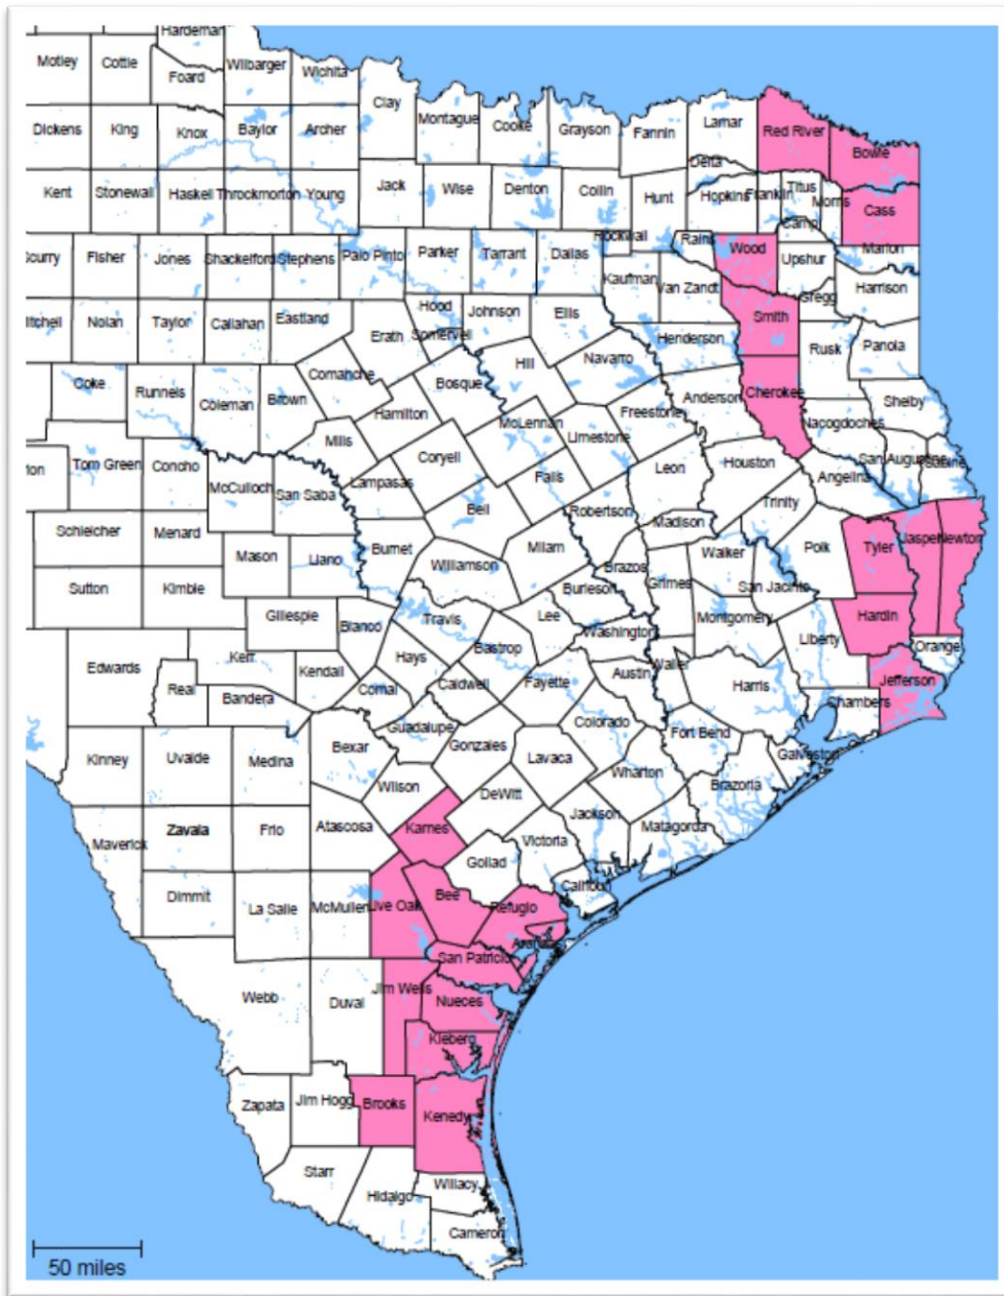 Hardeman
Motley
Cottle
Foard
Wilbarger
Wichita
Clay
Montague
Cooke
Grayson
Fannin
Lamar
Red River
Bowie
Dickens
King
Knox
Baylor
Archer
Delta
Kent
Stonewall
Haskel
Throckmorton
Young
Jack
Wise
Denton
Collin
Hunt
Hopkins
Franklin
Titus
Morris
Cass
Camp
Scurry
Fisher
Jones
Shackelford
Stephens
Palo Pinto
Parker
Tarrant
Dallas
Rockwall
Rains
Wood
Upshur
Marion
Kaufman
Van Zandt
Gregg
Harrison
itchell
Nolan
Taylor
Callahan
Eastland
Hood
Johnson
Ellis
Smith
Erath
Somervell
Henderson
Rusk
Panola
Coke
Runnels
Coleman
Brown
Comanche
Bosque
Hill
Navarro
Anderson
Cherokee
Shelby
Hamilton
McLennan
Freestone
Nacogdoches
Mills
Limestone
ton
Tom Green
Concho
McCulloch
San Saba
Lampasas
Coryell
Falls
Leon
Houston
Angelina
San Augustine
Sabine
Bell
Robertson
Trinity
Schleicher
Menard
Mason
Llano
Burnet
Williamson
Milam
Madison
Brazos
Walker
Polk
Tyler
Jasper
Newton
Sutton
Kimble
Burleson
Grimes
San Jacinto
Gillespie
Blanco
Travis
Lee
Washington
Montgomery
Hardin
Edwards
Kerr
Kendall
Hays
Bastrop
Liberty
Orange
Real
Bandera
Comal
Caldwell
Fayette
Austin
Waller
Harris
Jefferson
Chambers
Kinney
Uvalde
Medina
Bexar
Guadalupe
Gonzales
Colorado
Fort Bend
Galveston
Lavaca
Wilson
Wharton
Brazoria
Maverick
Zavala
Frio
Atascosa
Karnes
DeWitt
Jackson
Matagorda
Victoria
Goliad
Calhoun
Dimmit
La Salle
McMullen
Live Oak
Bee
Refugio
Aransas
San Patricio
Webb
Duval
Jim Wells
Nueces
Kleberg
Zapata
Jim Hogg
Brooks
Kenedy
Starr
Hidalgo
Willacy
Cameron
50 miles